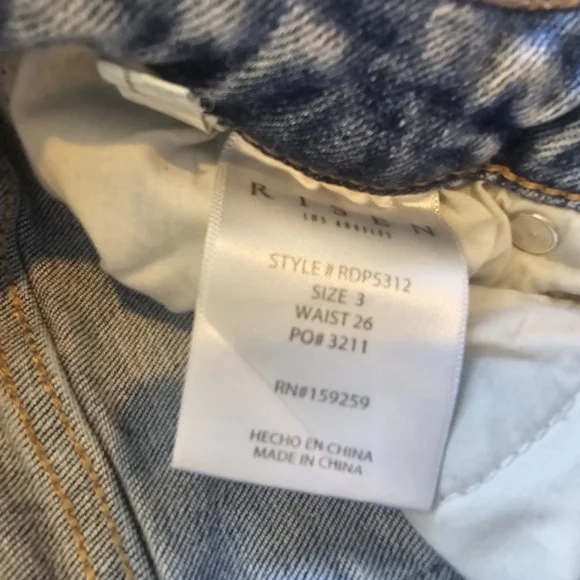 RISEN
LOS ANGELES
STYLE # RDP5312
SIZE 3
WAIST 26
PO# 3211
RN#159259
HECHO EN CHINA
MADE IN CHINA